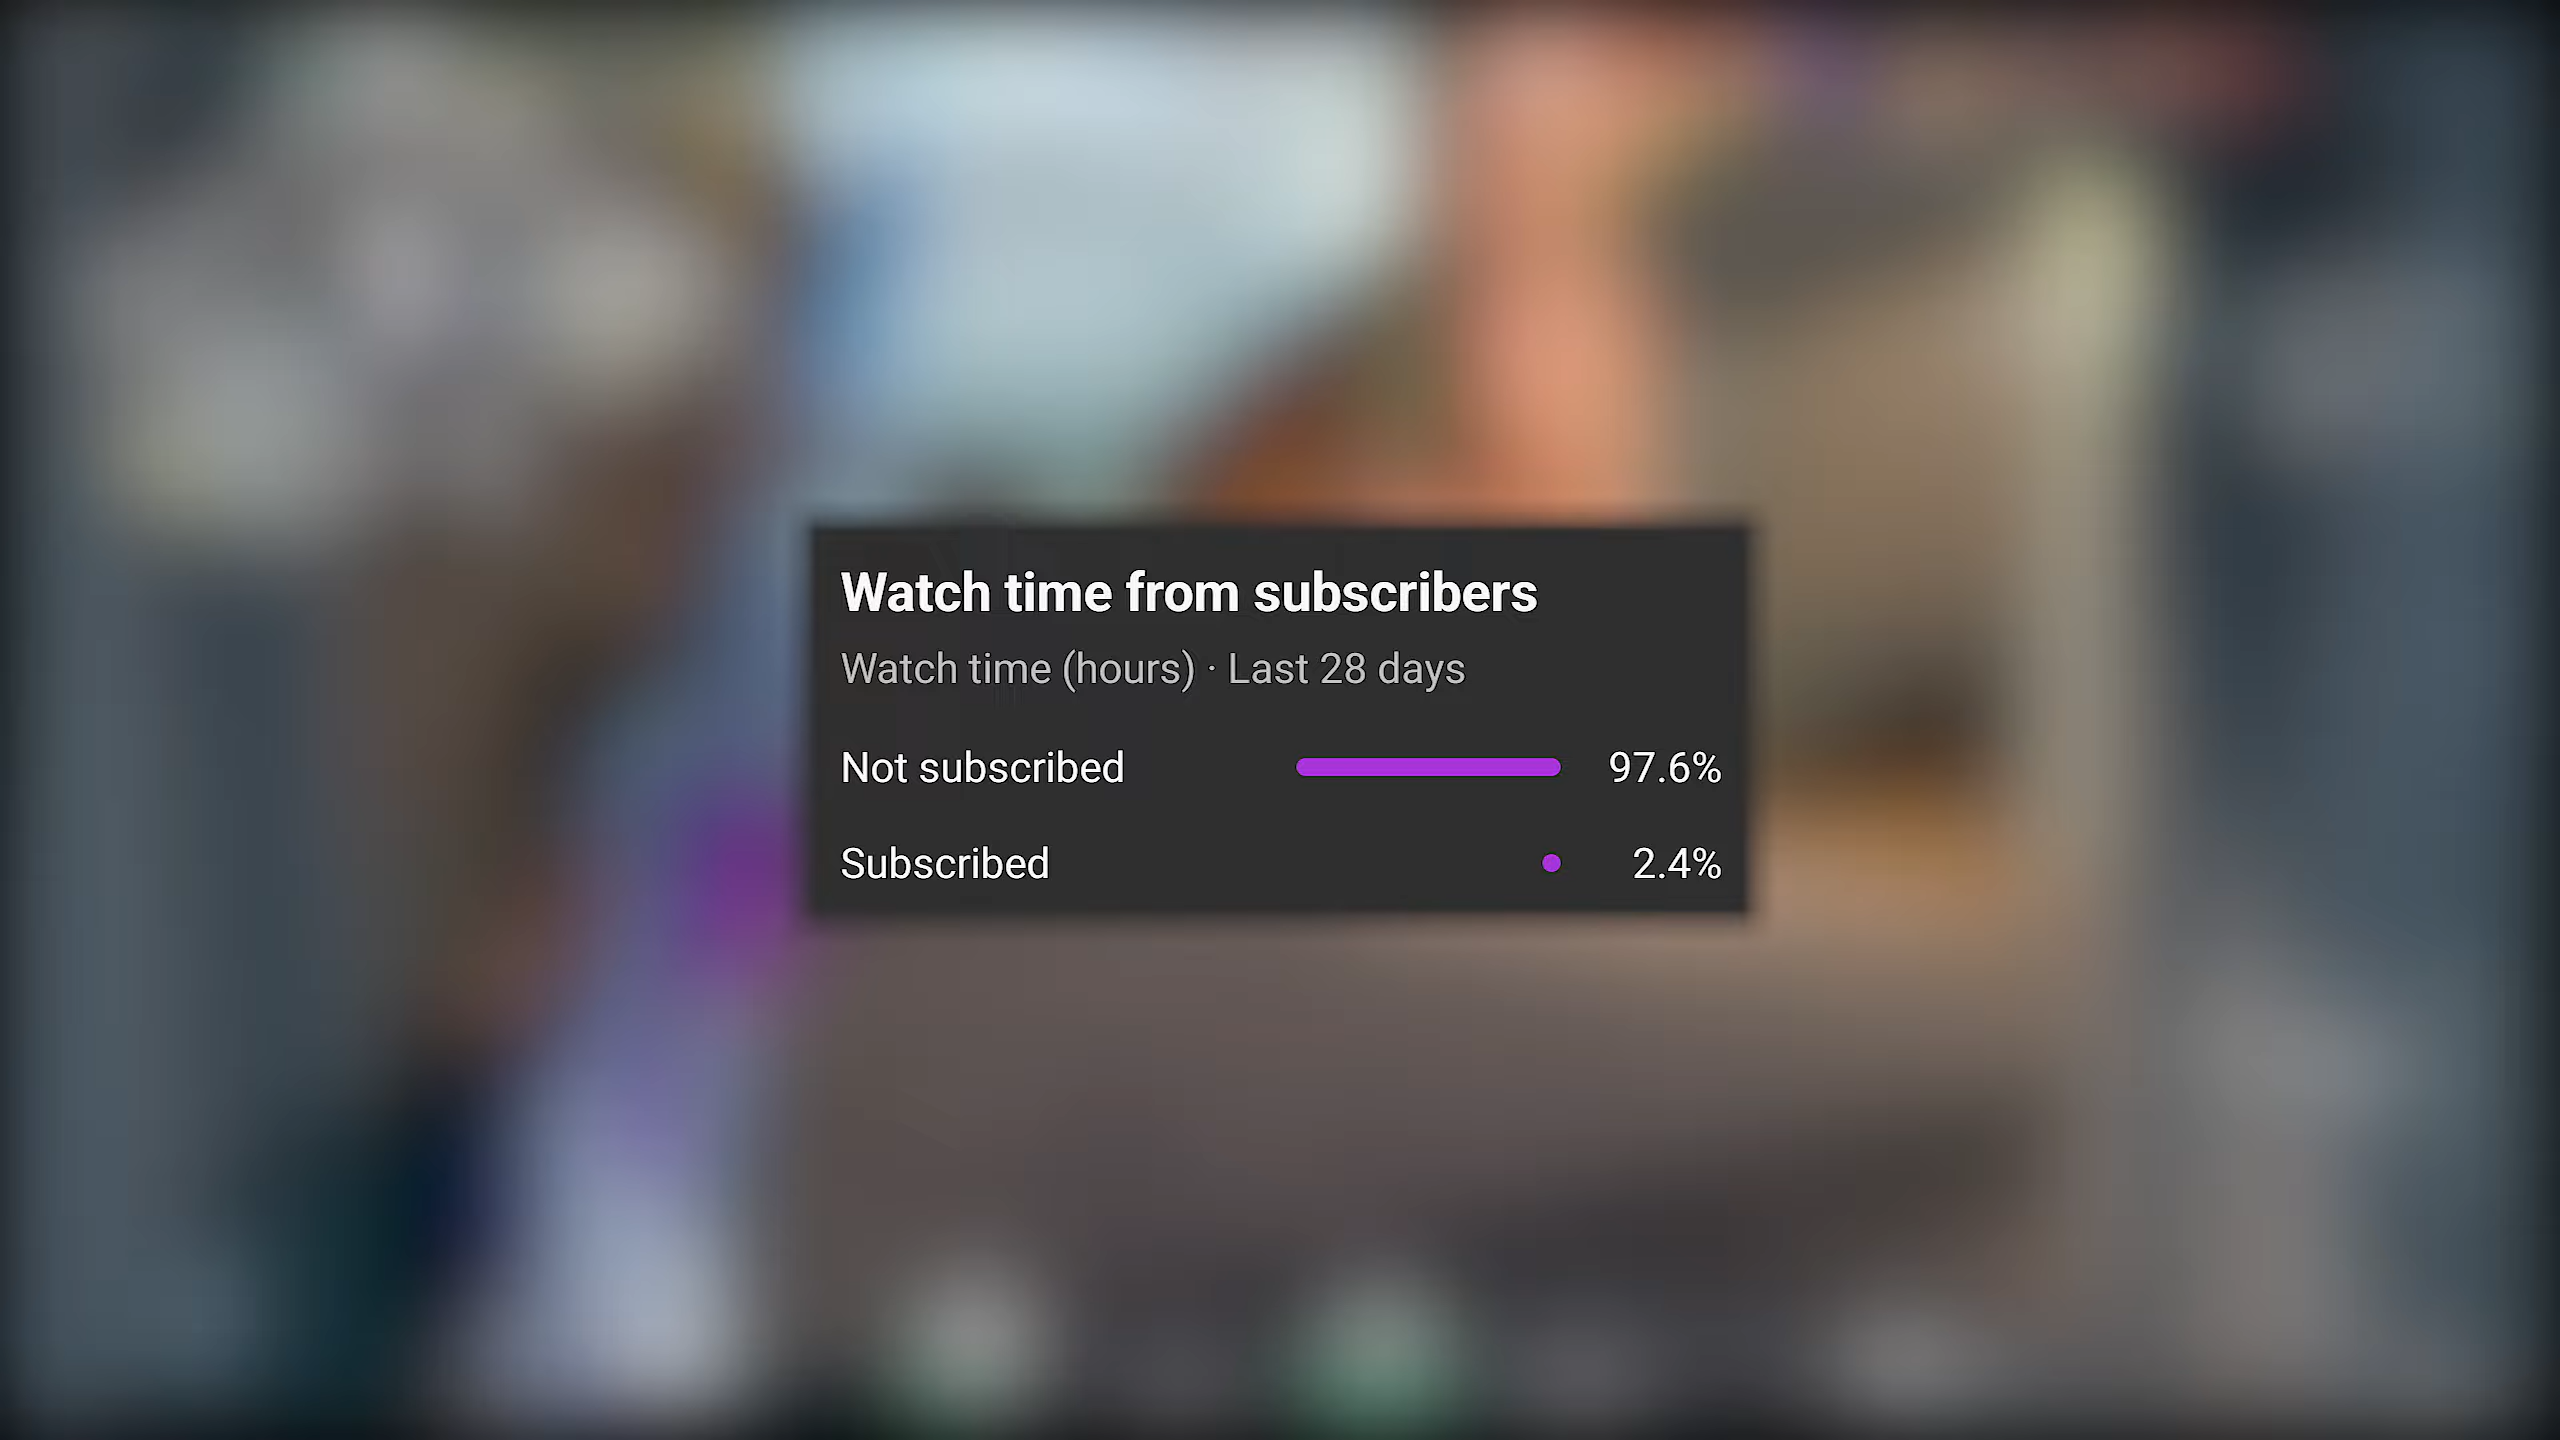 Watch time from subscribers
Watch time (hours) · Last 28 days
Not subscribed 97.6%
Subscribed 2.4%